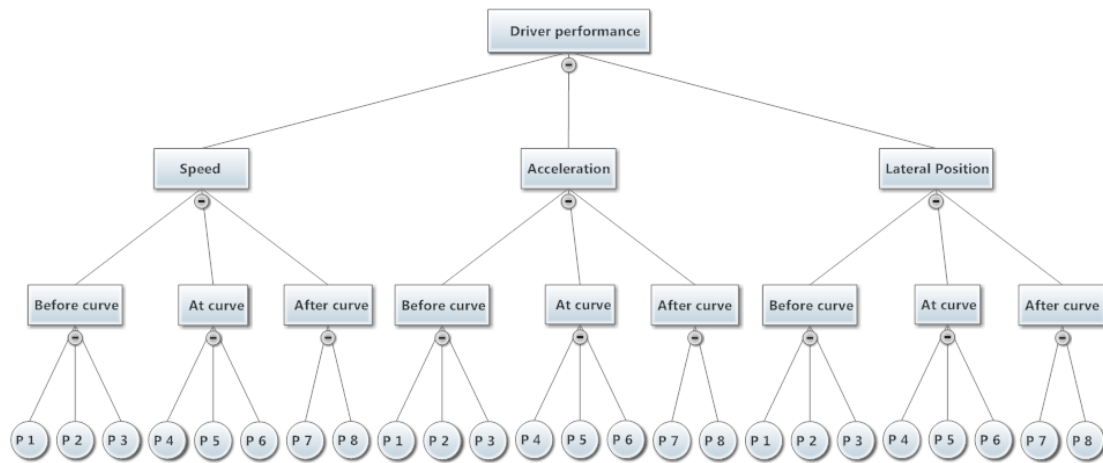 Driver performance
Speed
Acceleration
Lateral Position
Before curve
At curve
After curve
Before curve
At curve
After curve
Before curve
At curve
After curve
P 1
P 2
P 3
P 4
P 5
P 6
P 7
P 8
P 1
P 2
P 3
P 4
P 5
P 6
P 7
P 8
P 1
P 2
P 3
P 4
P 5
P 6
P 7
P 8